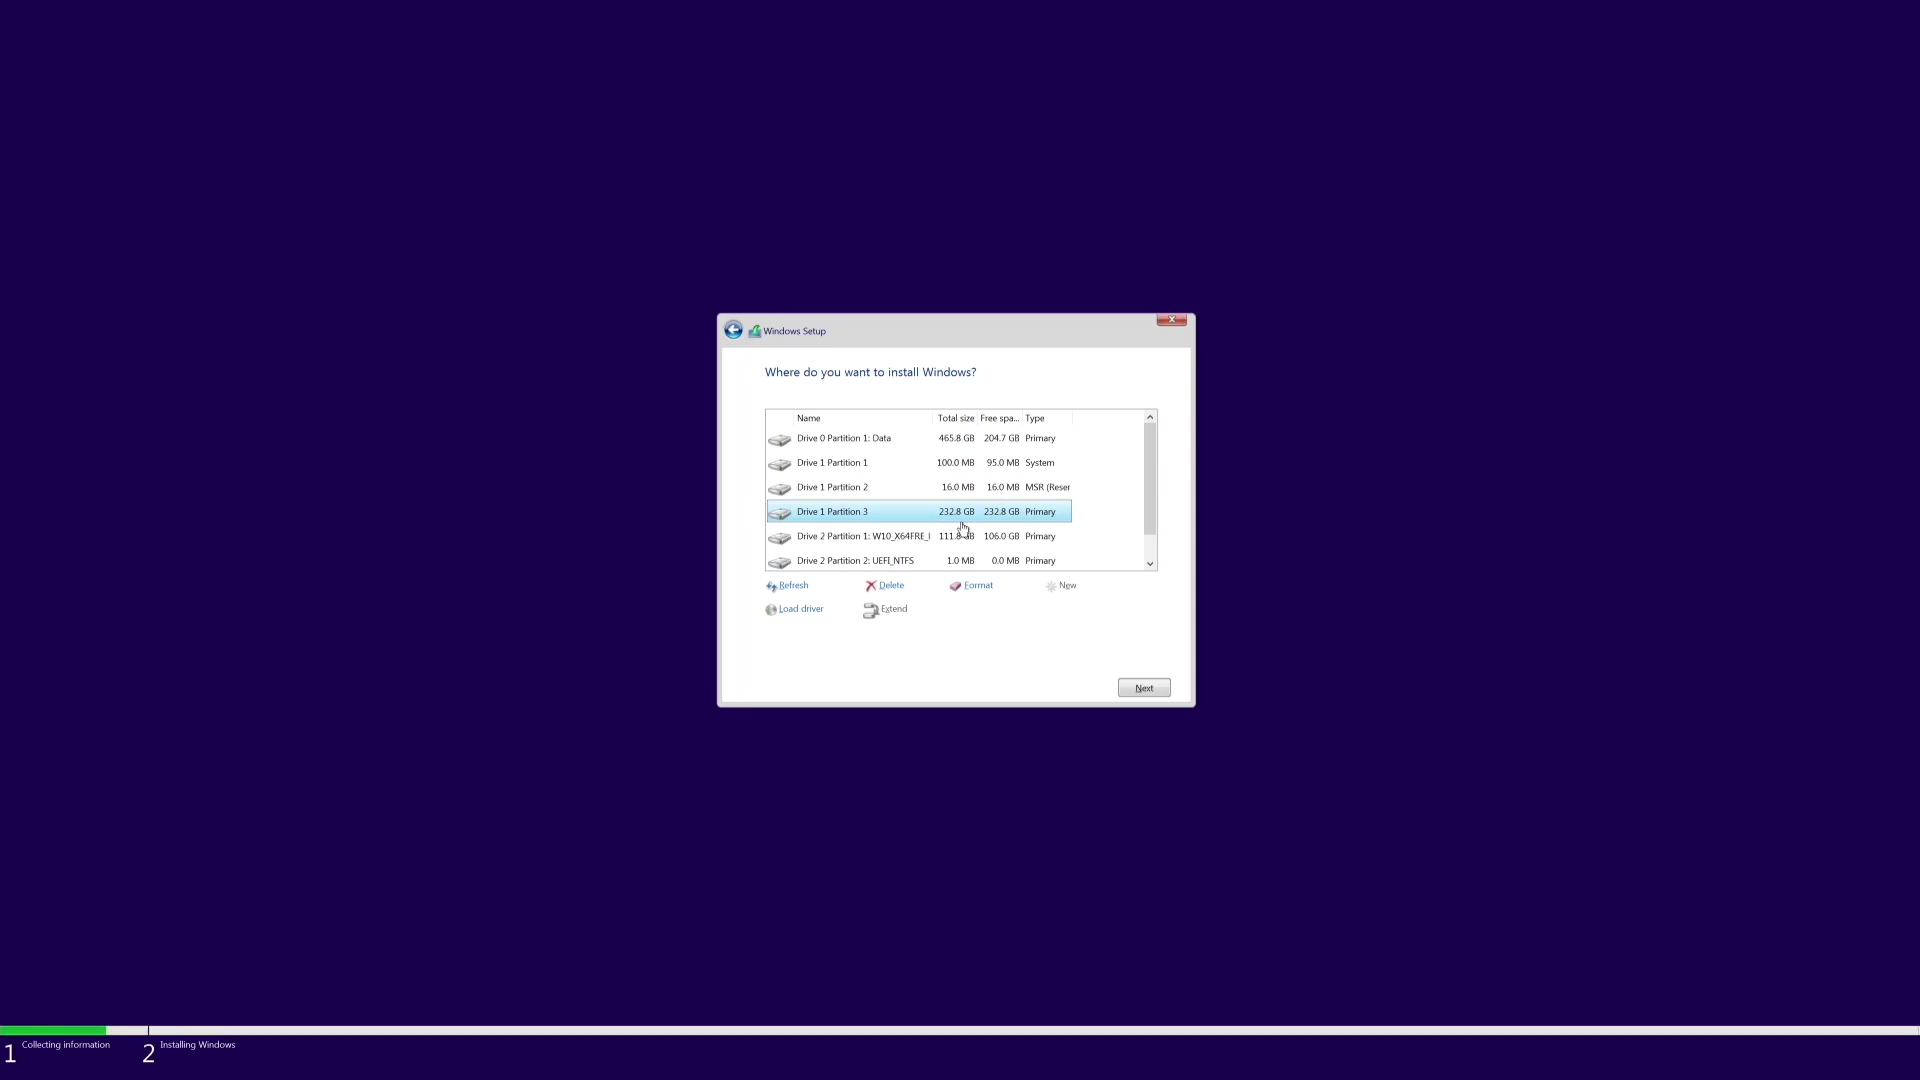 Windows Setup
Where do you want to install Windows?
Name Total size Free spa... Type
Drive 0 Partition 1: Data 465.8 GB 204.7 GB Primary
Drive 1 Partition 1 100.0 MB 95.0 MB System
Drive 1 Partition 2 16.0 MB 16.0 MB MSR (Reser
Drive 1 Partition 3 232.8 GB 232.8 GB Primary
Drive 2 Partition 1: W10_X64FRE_ 111.8 GB 106.0 GB Primary
Drive 2 Partition 2: UEFI_NTFS 1.0 MB 0.0 MB Primary
Refresh Delete Format New
Load driver Extend
Next
1 Collecting information 2 Installing Windows